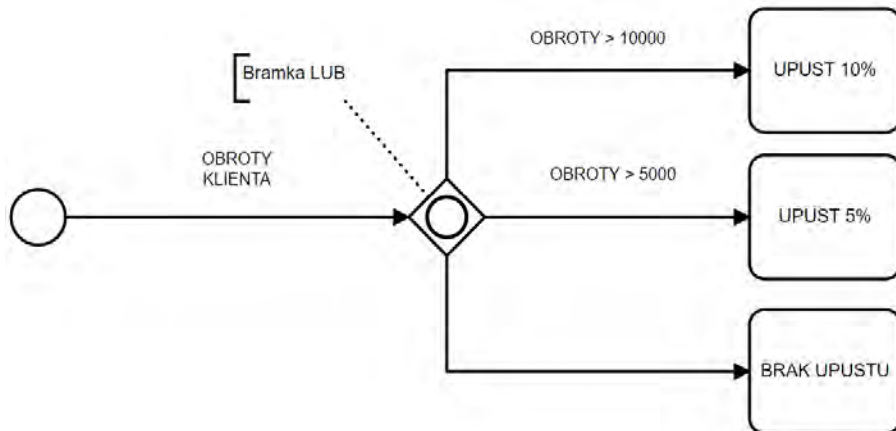 OBROTY > 10000
UPUST 10%
Bramka LUB
OBROTY
KLIENTA
OBROTY > 5000
UPUST 5%
BRAK UPUSTU